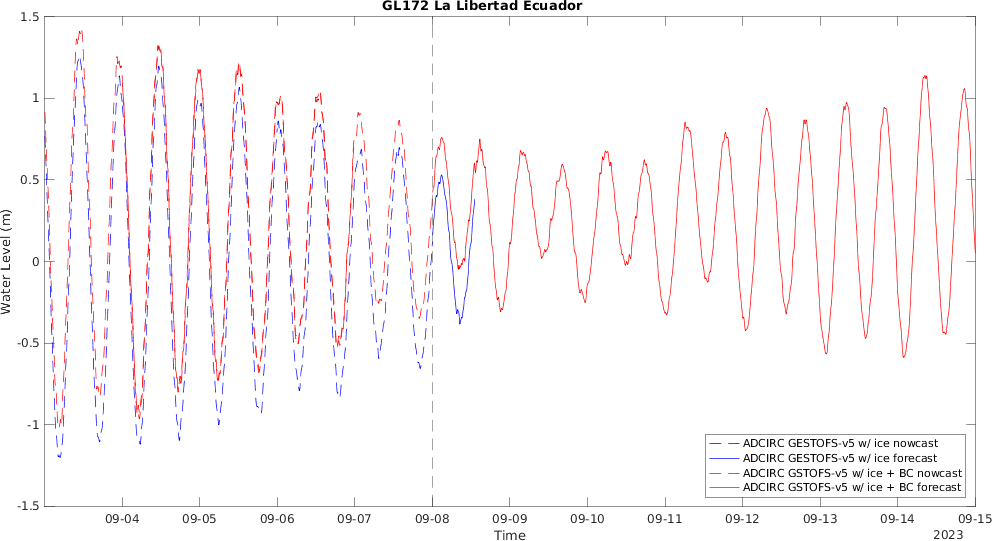 GL172 La Libertad Ecuador
1.5
1
0.5
0
-0.5
-1
-1.5
Water Level (m)
ADCIRC GESTOFS-v5 w/ ice nowcast
ADCIRC GESTOFS-v5 w/ ice forecast
ADCIRC GSTOFS-v5 w/ ice + BC nowcast
ADCIRC GSTOFS-v5 w/ ice + BC forecast
09-04 09-05 09-06 09-07 09-08 09-09 09-10 09-11 09-12 09-13 09-14 09-15
Time
2023